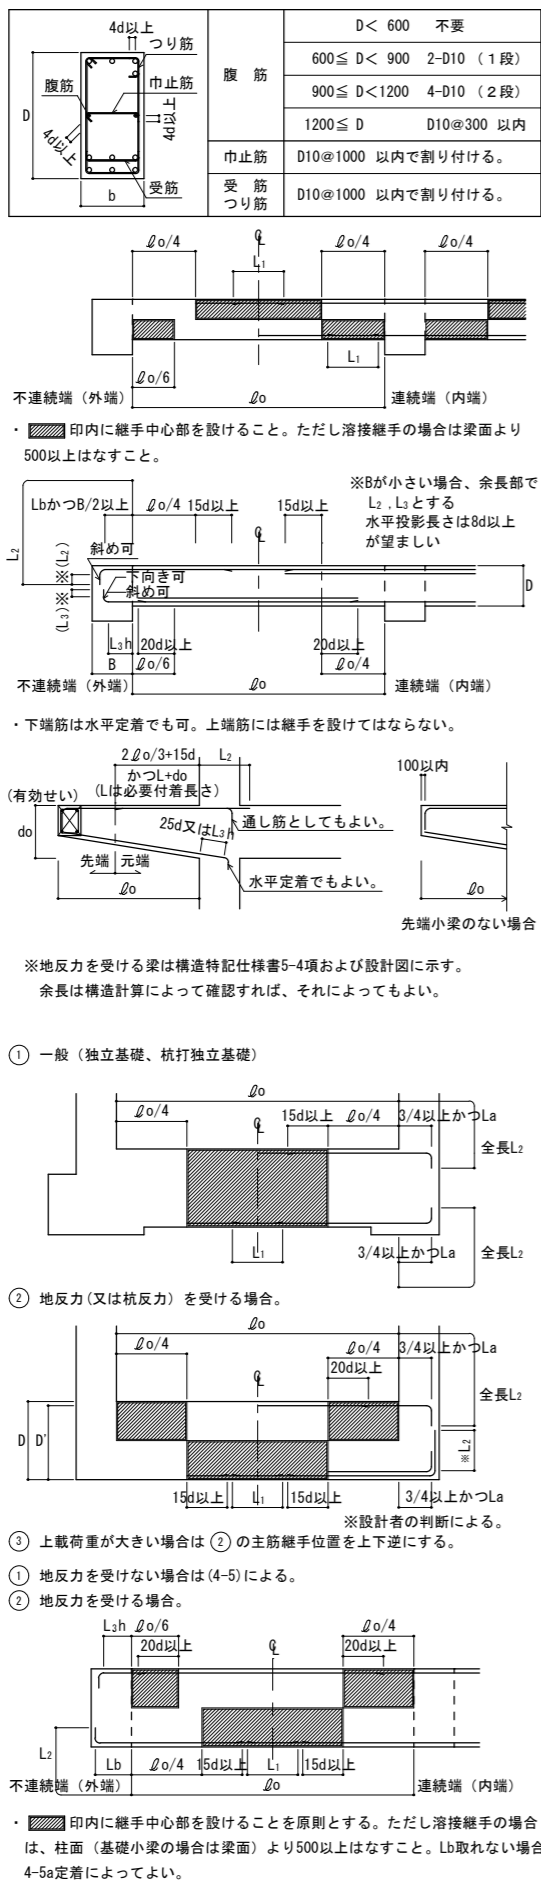 4d以上
つり筋
腹筋
巾止筋
D
4d以上
4d以上
受筋
b
腹 筋
D< 600 不要
600≦ D< 900 2-D10 (1段)
900≦ D<1200 4-D10 (2段)
1200≦ D D10@300 以内
巾止筋 D10@1000 以内で割り付ける。
受 筋
つり筋
D10@1000 以内で割り付ける。
ℓo/4 ℄ ℓo/4 ℓo/4
L1
L1
ℓo/6
不連続端(外端) ℓo 連続端(内端)
・ 印内に継手中心部を設けること。ただし溶接継手の場合は梁面より
500以上はなすこと。
※Bが小さい場合、余長部で
L2 ,L3とする
水平投影長さは8d以上
が望ましい
LbかつB/2以上 ℓo/4 15d以上 15d以上
℄
L2
※(L2)
(L3)※
斜め可
下向き可
斜め可
D
L3h 20d以上 20d以上
B ℓo/6 ℓo/4
不連続端(外端) ℓo 連続端(内端)
・下端筋は水平定着でも可。上端筋には継手を設けてはならない。
2ℓo/3+15d L2
かつL+do
(Lは必要付着長さ)
100以内
(有効せい)
do
25d又はL3h
通し筋としてもよい。
水平定着でもよい。
先端 元端
ℓo
ℓo
先端小梁のない場合
※地反力を受ける梁は構造特記仕様書5-4項および設計図に示す。
余長は構造計算によって確認すれば、それによってもよい。
① 一般(独立基礎、杭打独立基礎)
ℓo
ℓo/4 ℄ 15d以上 ℓo/4 3/4以上かつLa
全長L2
L1 3/4以上かつLa 全長L2
② 地反力(又は杭反力)を受ける場合。
ℓo
ℓo/4 ℄ ℓo/4 3/4以上かつLa
20d以上
全長L2
D D'
※L2
15d以上 L1 15d以上 3/4以上かつLa
※設計者の判断による。
③ 上載荷重が大きい場合は②の主筋継手位置を上下逆にする。
① 地反力を受けない場合は(4-5)による。
② 地反力を受ける場合。
L3h ℓo/6 ℄ ℓo/4
20d以上 20d以上
L2
Lb ℓo/4 15d以上 L1 15d以上
不連続端(外端) ℓo 連続端(内端)
・ 印内に継手中心部を設けることを原則とする。ただし溶接継手の場合
は、柱面(基礎小梁の場合は梁面)より500以上はなすこと。Lb取れない場合
4-5a定着によってよい。